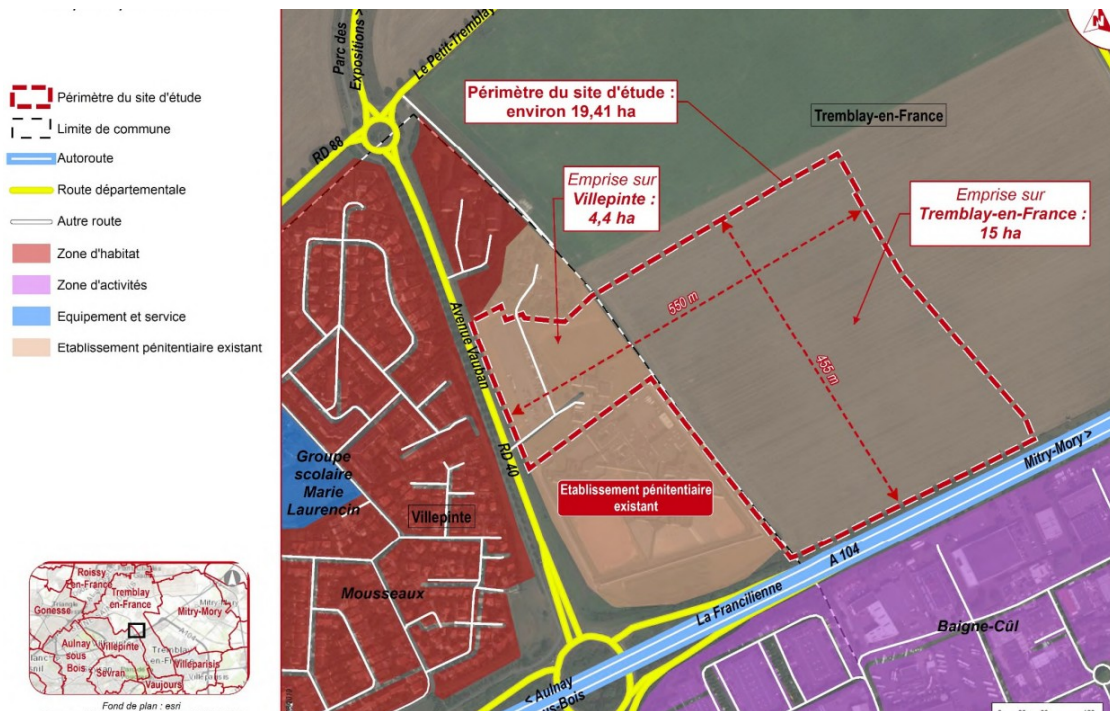 Périmètre du site d'étude
Limite de commune
Autoroute
Route départementale
Autre route
Zone d'habitat
Zone d'activités
Equipement et service
Etablissement pénitentiaire existant
Parc des
Expositions >
Le Petit-Tremblay
RD 88
Périmètre du site d'étude :
environ 19,41 ha
Tremblay-en-France
Emprise sur
Villepinte :
4,4 ha
Emprise sur
Tremblay-en-France :
15 ha
550 m
455 m
Avenue Vauban
RD 40
Groupe
scolaire
Marie
Laurencin
Villepinte
Mousseaux
Etablissement pénitentiaire
existant
Mitry-Mory >
A 104
La Francilienne
Baigne-Cûl
< Aulnay
N
Roissy
en-France
Tremblay
en-France
Gonesse
Mitry-Mory
Aulnay
sous
Bois
Villepinte
Sevran
Villeparisis
Vaujours
Fond de plan : esri